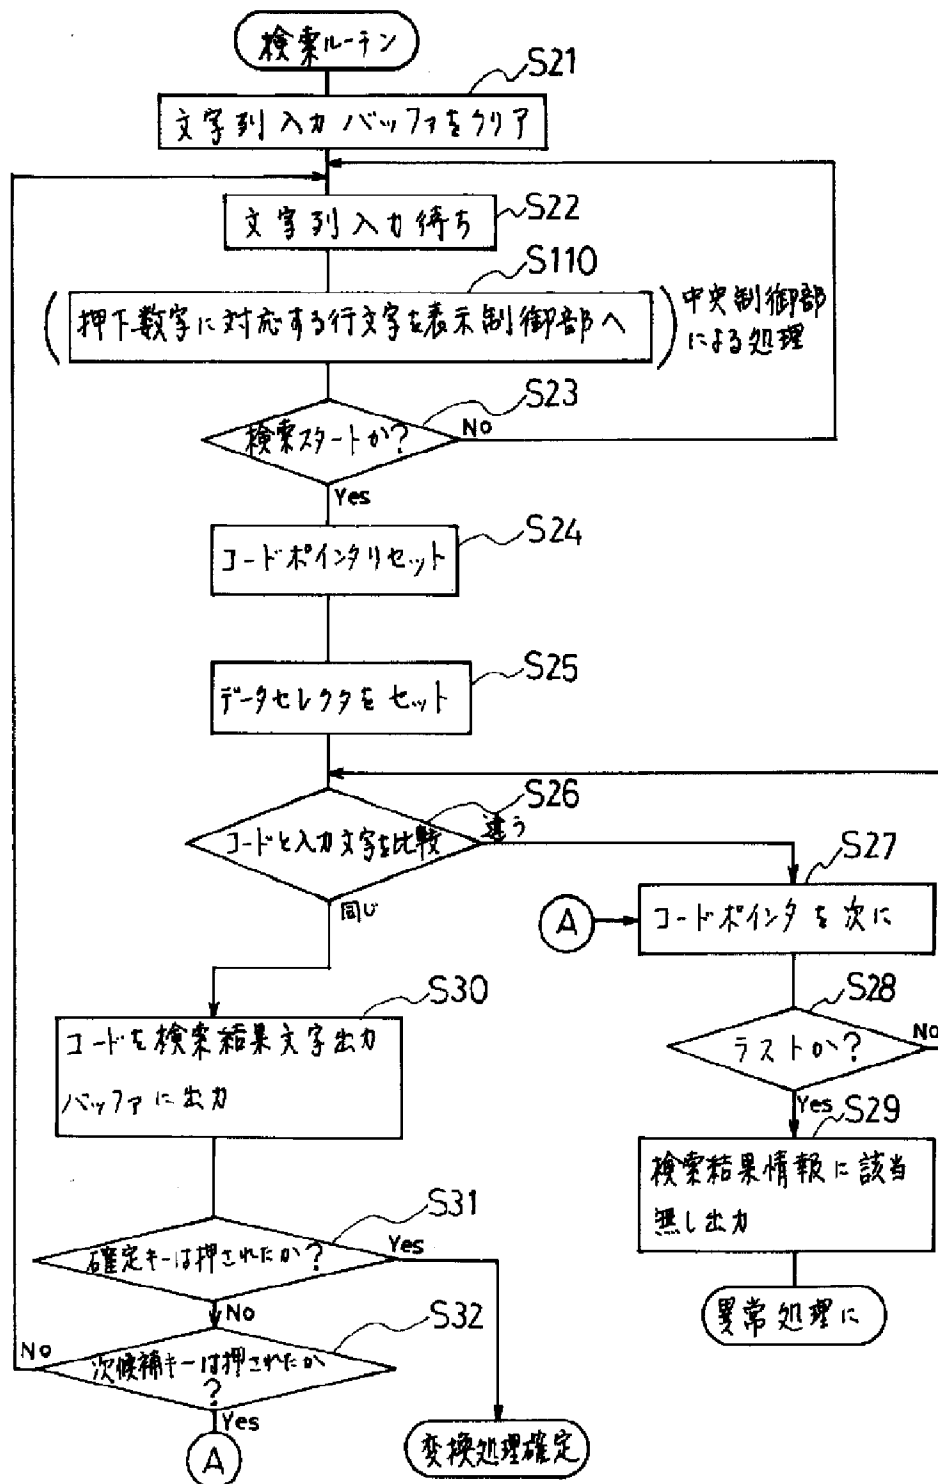 検索ルーチン
S21
文字列入力バッファをクリア
S22
文字列入力待ち
S110
(押下数字に対応する行文字を表示制御部へ)
中央制御部
による処理
S23
検索スタートか?
No
Yes
S24
コードポインタリセット
S25
データセレクタをセット
S26
コードと入力文字を比較
違う
同じ
S27
A
コードポインタを次に
S28
ラストか?
No
Yes
S29
検索結果情報に該当
無し出力
異常処理に
S30
コードを検索結果文字出力
バッファに出力
S31
確定キーは押されたか?
Yes
No
S32
次候補キーは押されたか
?
No
Yes
A
変換処理確定